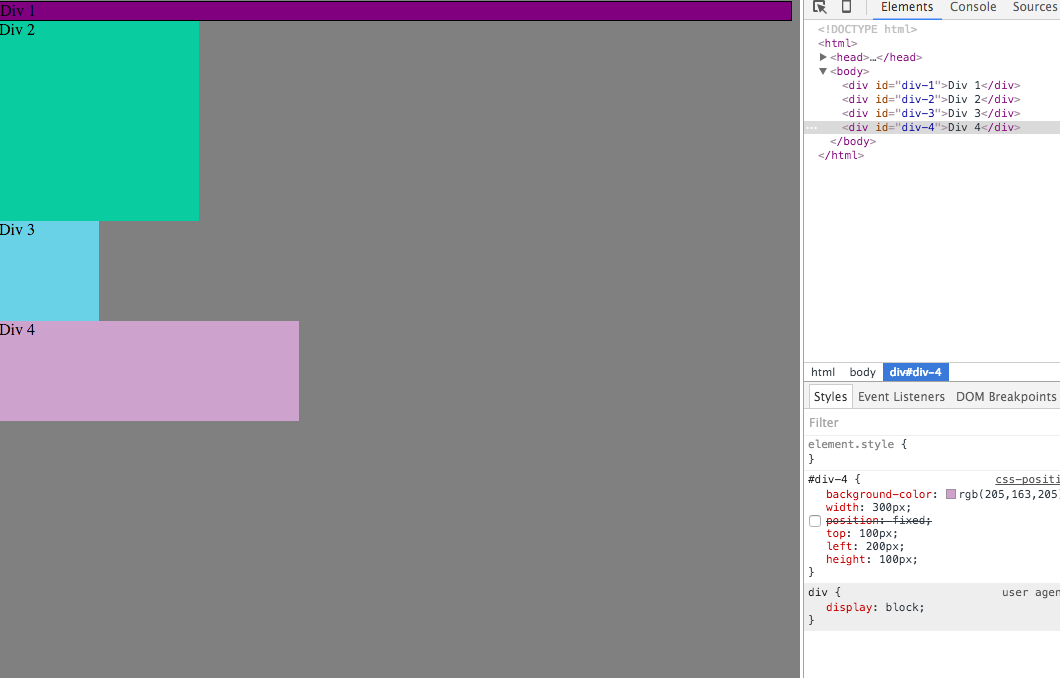 Div 1
Div 2
Div 3
Div 4
Elements Console Sources
<!DOCTYPE html>
<html>
▶<head>…</head>
▼<body>
<div id="div-1">Div 1</div>
<div id="div-2">Div 2</div>
<div id="div-3">Div 3</div>
... <div id="div-4">Div 4</div>
</body>
</html>
html body div#div-4
Styles Event Listeners DOM Breakpoints
Filter
element.style {
}
#div-4 { css-positi
background-color: rgb(205,163,205
width: 300px;
position: fixed;
top: 100px;
left: 200px;
height: 100px;
}
div { user agen
display: block;
}